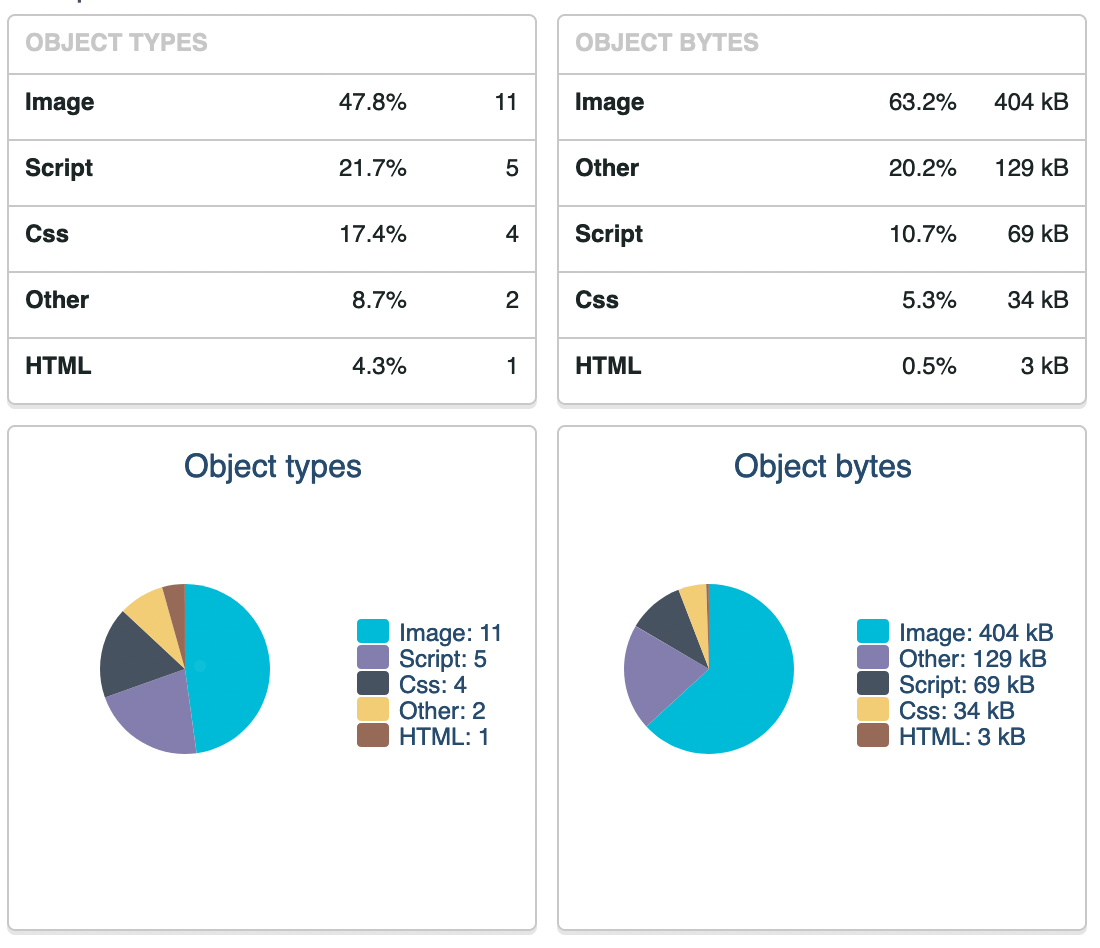 OBJECT TYPES
Image 47.8% 11
Script 21.7% 5
Css 17.4% 4
Other 8.7% 2
HTML 4.3% 1
OBJECT BYTES
Image 63.2% 404 kB
Other 20.2% 129 kB
Script 10.7% 69 kB
Css 5.3% 34 kB
HTML 0.5% 3 kB
Object types
Image: 11
Script: 5
Css: 4
Other: 2
HTML: 1
Object bytes
Image: 404 kB
Other: 129 kB
Script: 69 kB
Css: 34 kB
HTML: 3 kB